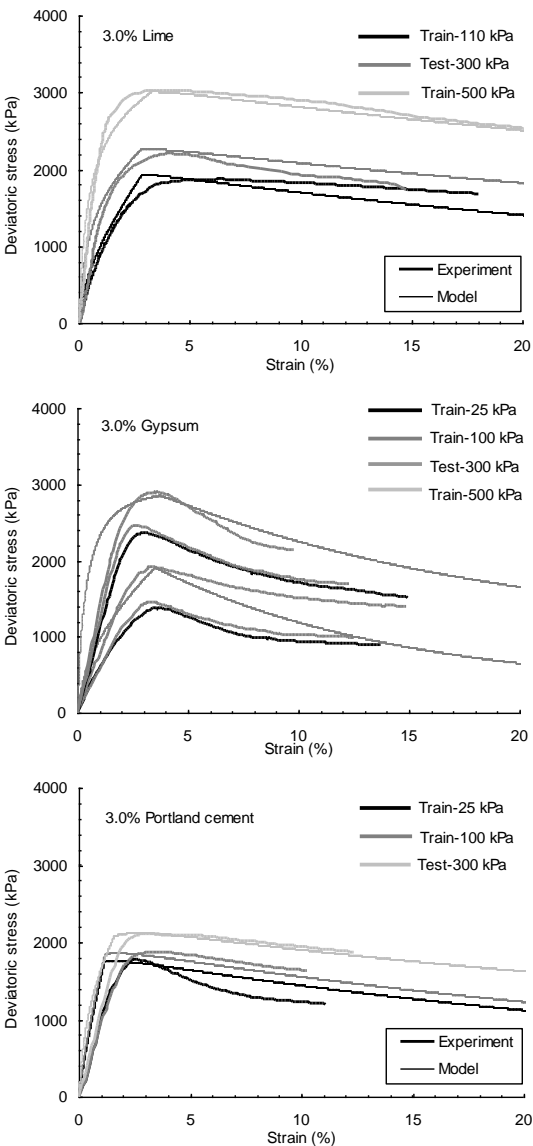 4000
3.0% Lime
Train-110 kPa
Test-300 kPa
Train-500 kPa
3000
2000
1000
0
Deviatoric stress (kPa)
Experiment
Model
0 5 10 15 20
Strain (%)
4000
3.0% Gypsum
Train-25 kPa
Train-100 kPa
Test-300 kPa
Train-500 kPa
3000
2000
1000
0
Deviatoric stress (kPa)
0 5 10 15 20
Strain (%)
4000
3.0% Portland cement
Train-25 kPa
Train-100 kPa
Test-300 kPa
3000
2000
1000
0
Deviatoric stress (kPa)
Experiment
Model
0 5 10 15 20
Strain (%)